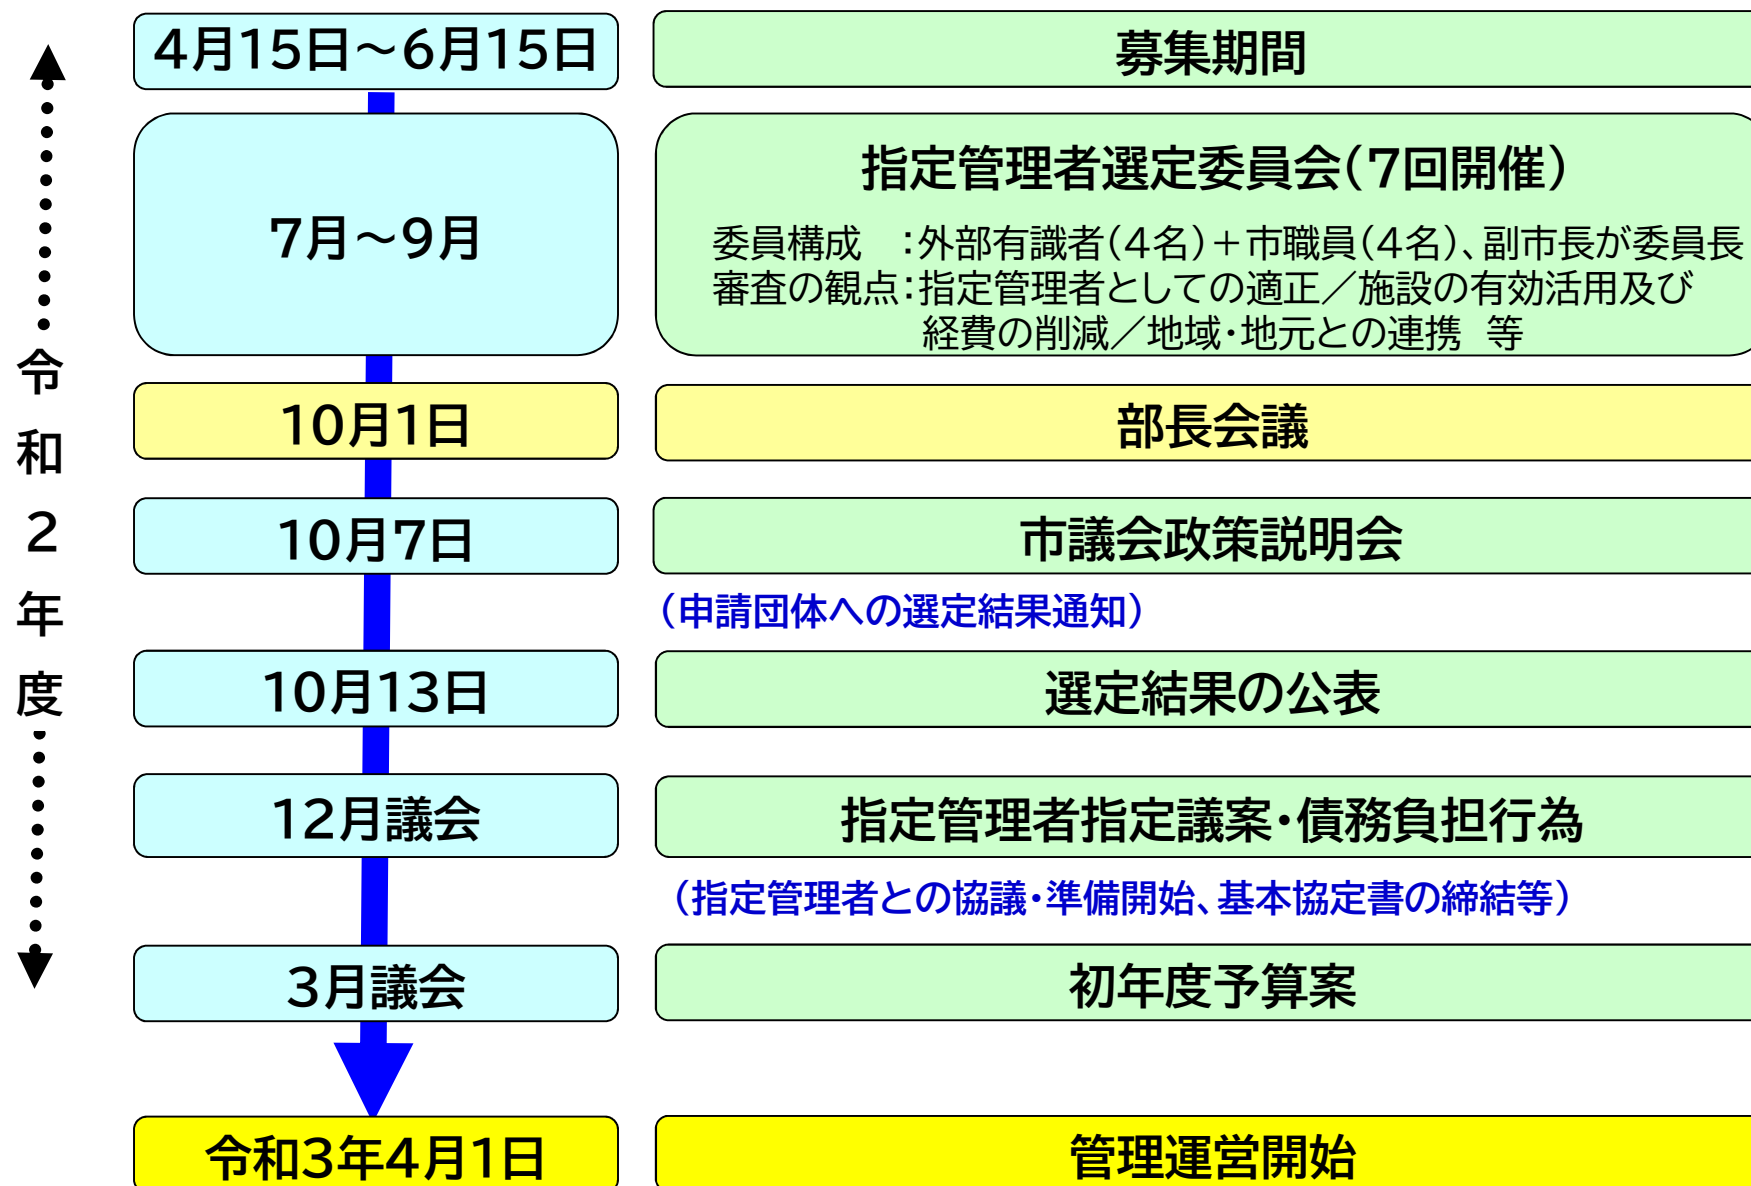 令和2年度
4月15日～6月15日
募集期間
7月～9月
指定管理者選定委員会(7回開催)
委員構成　：外部有識者(4名)＋市職員(4名)、副市長が委員長
審査の観点：指定管理者としての適正／施設の有効活用及び
経費の削減／地域・地元との連携　等
10月1日
部長会議
10月7日
市議会政策説明会
(申請団体への選定結果通知)
10月13日
選定結果の公表
12月議会
指定管理者指定議案・債務負担行為
(指定管理者との協議・準備開始、基本協定書の締結等)
3月議会
初年度予算案
令和3年4月1日
管理運営開始